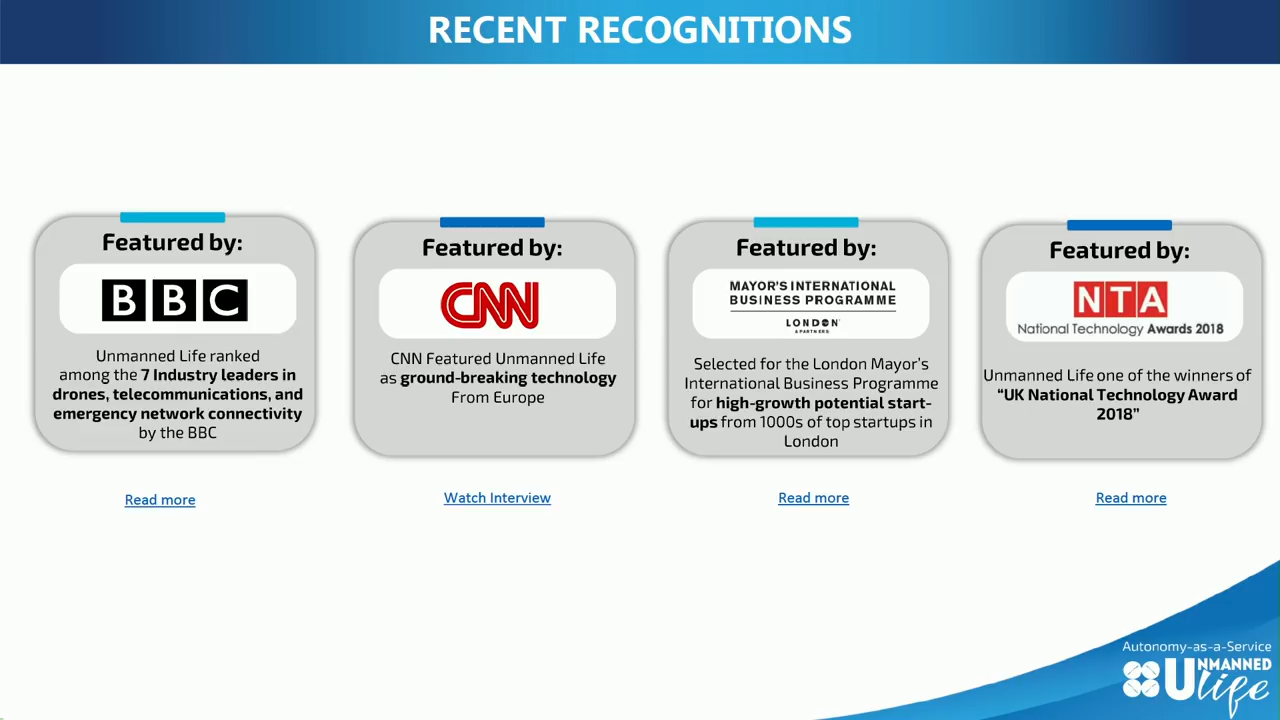 RECENT RECOGNITIONS
Featured by:
BBC
Unmanned Life ranked
among the 7 Industry leaders in
drones, telecommunications, and
emergency network connectivity
by the BBC
Read more
Featured by:
CNN
CNN Featured Unmanned Life
as ground-breaking technology
From Europe
Watch Interview
Featured by:
MAYOR'S INTERNATIONAL
BUSINESS PROGRAMME
LONDON
& PARTNERS
Selected for the London Mayor's
International Business Programme
for high-growth potential start-
ups from 1000s of top startups in
London
Read more
Featured by:
NTA
National Technology Awards 2018
Unmanned Life one of the winners of
“UK National Technology Award
2018”
Read more
Autonomy-as-a-Service
UNMANNED
life